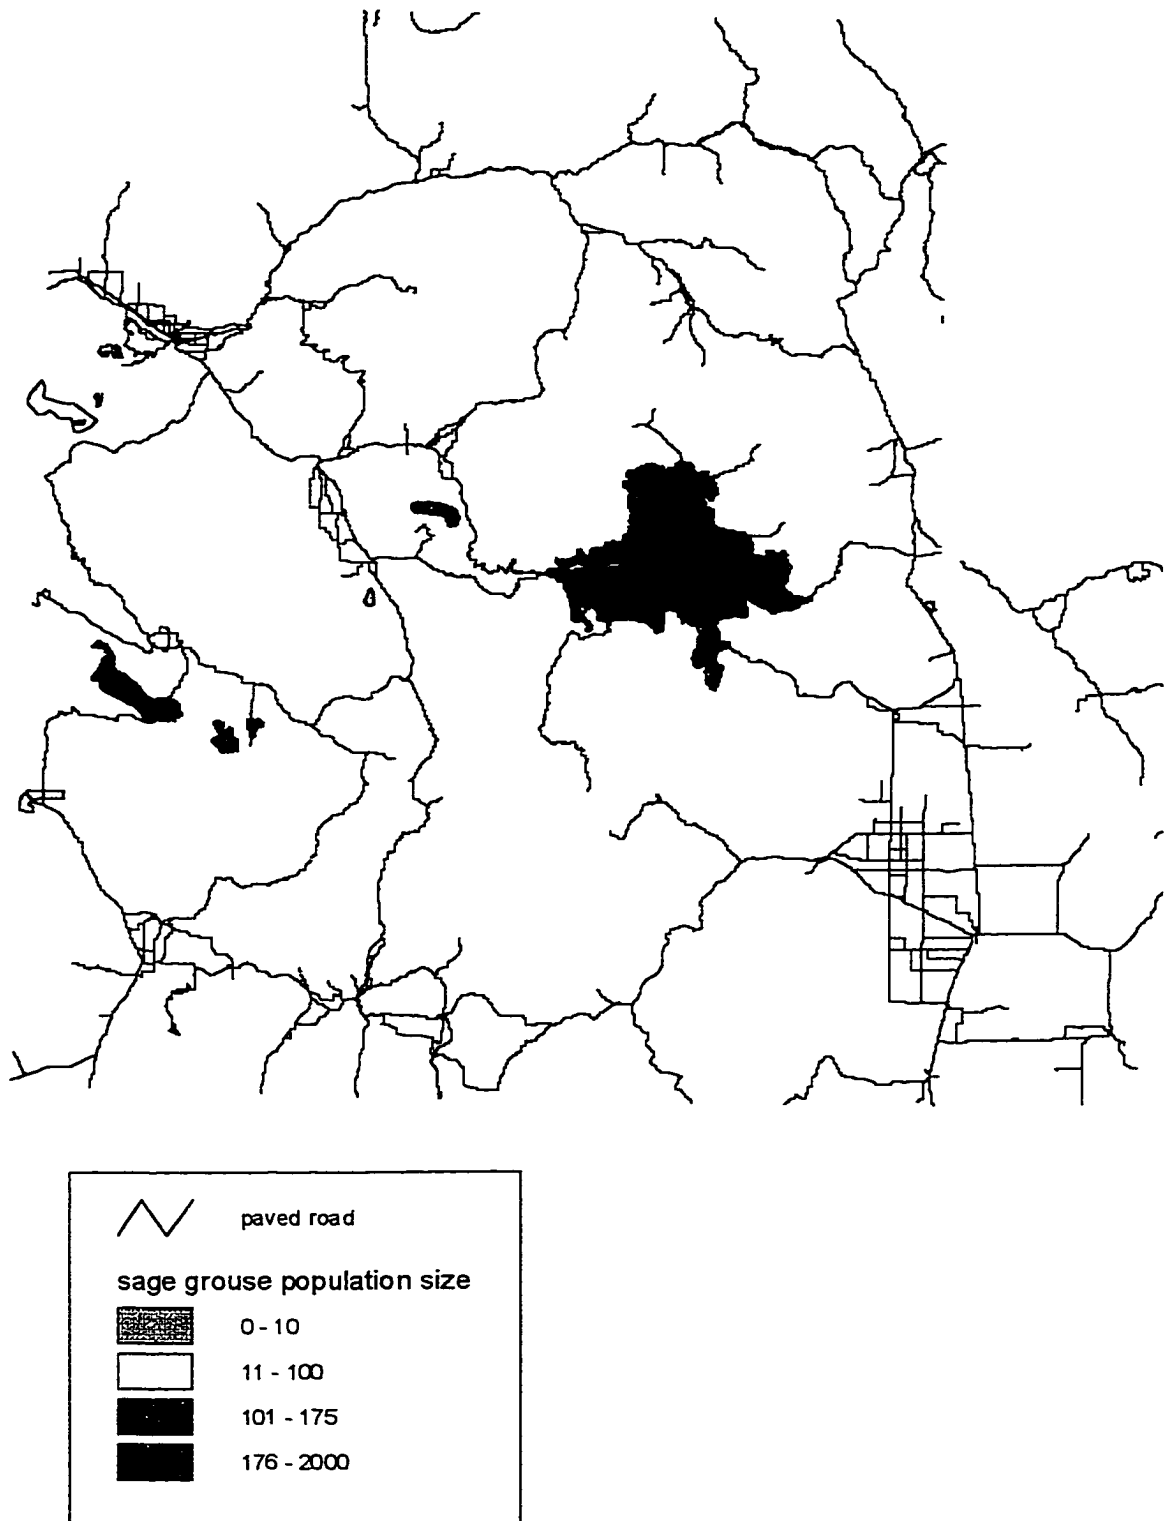 paved road
sage grouse population size
0 - 10
11 - 100
101 - 175
176 - 2000